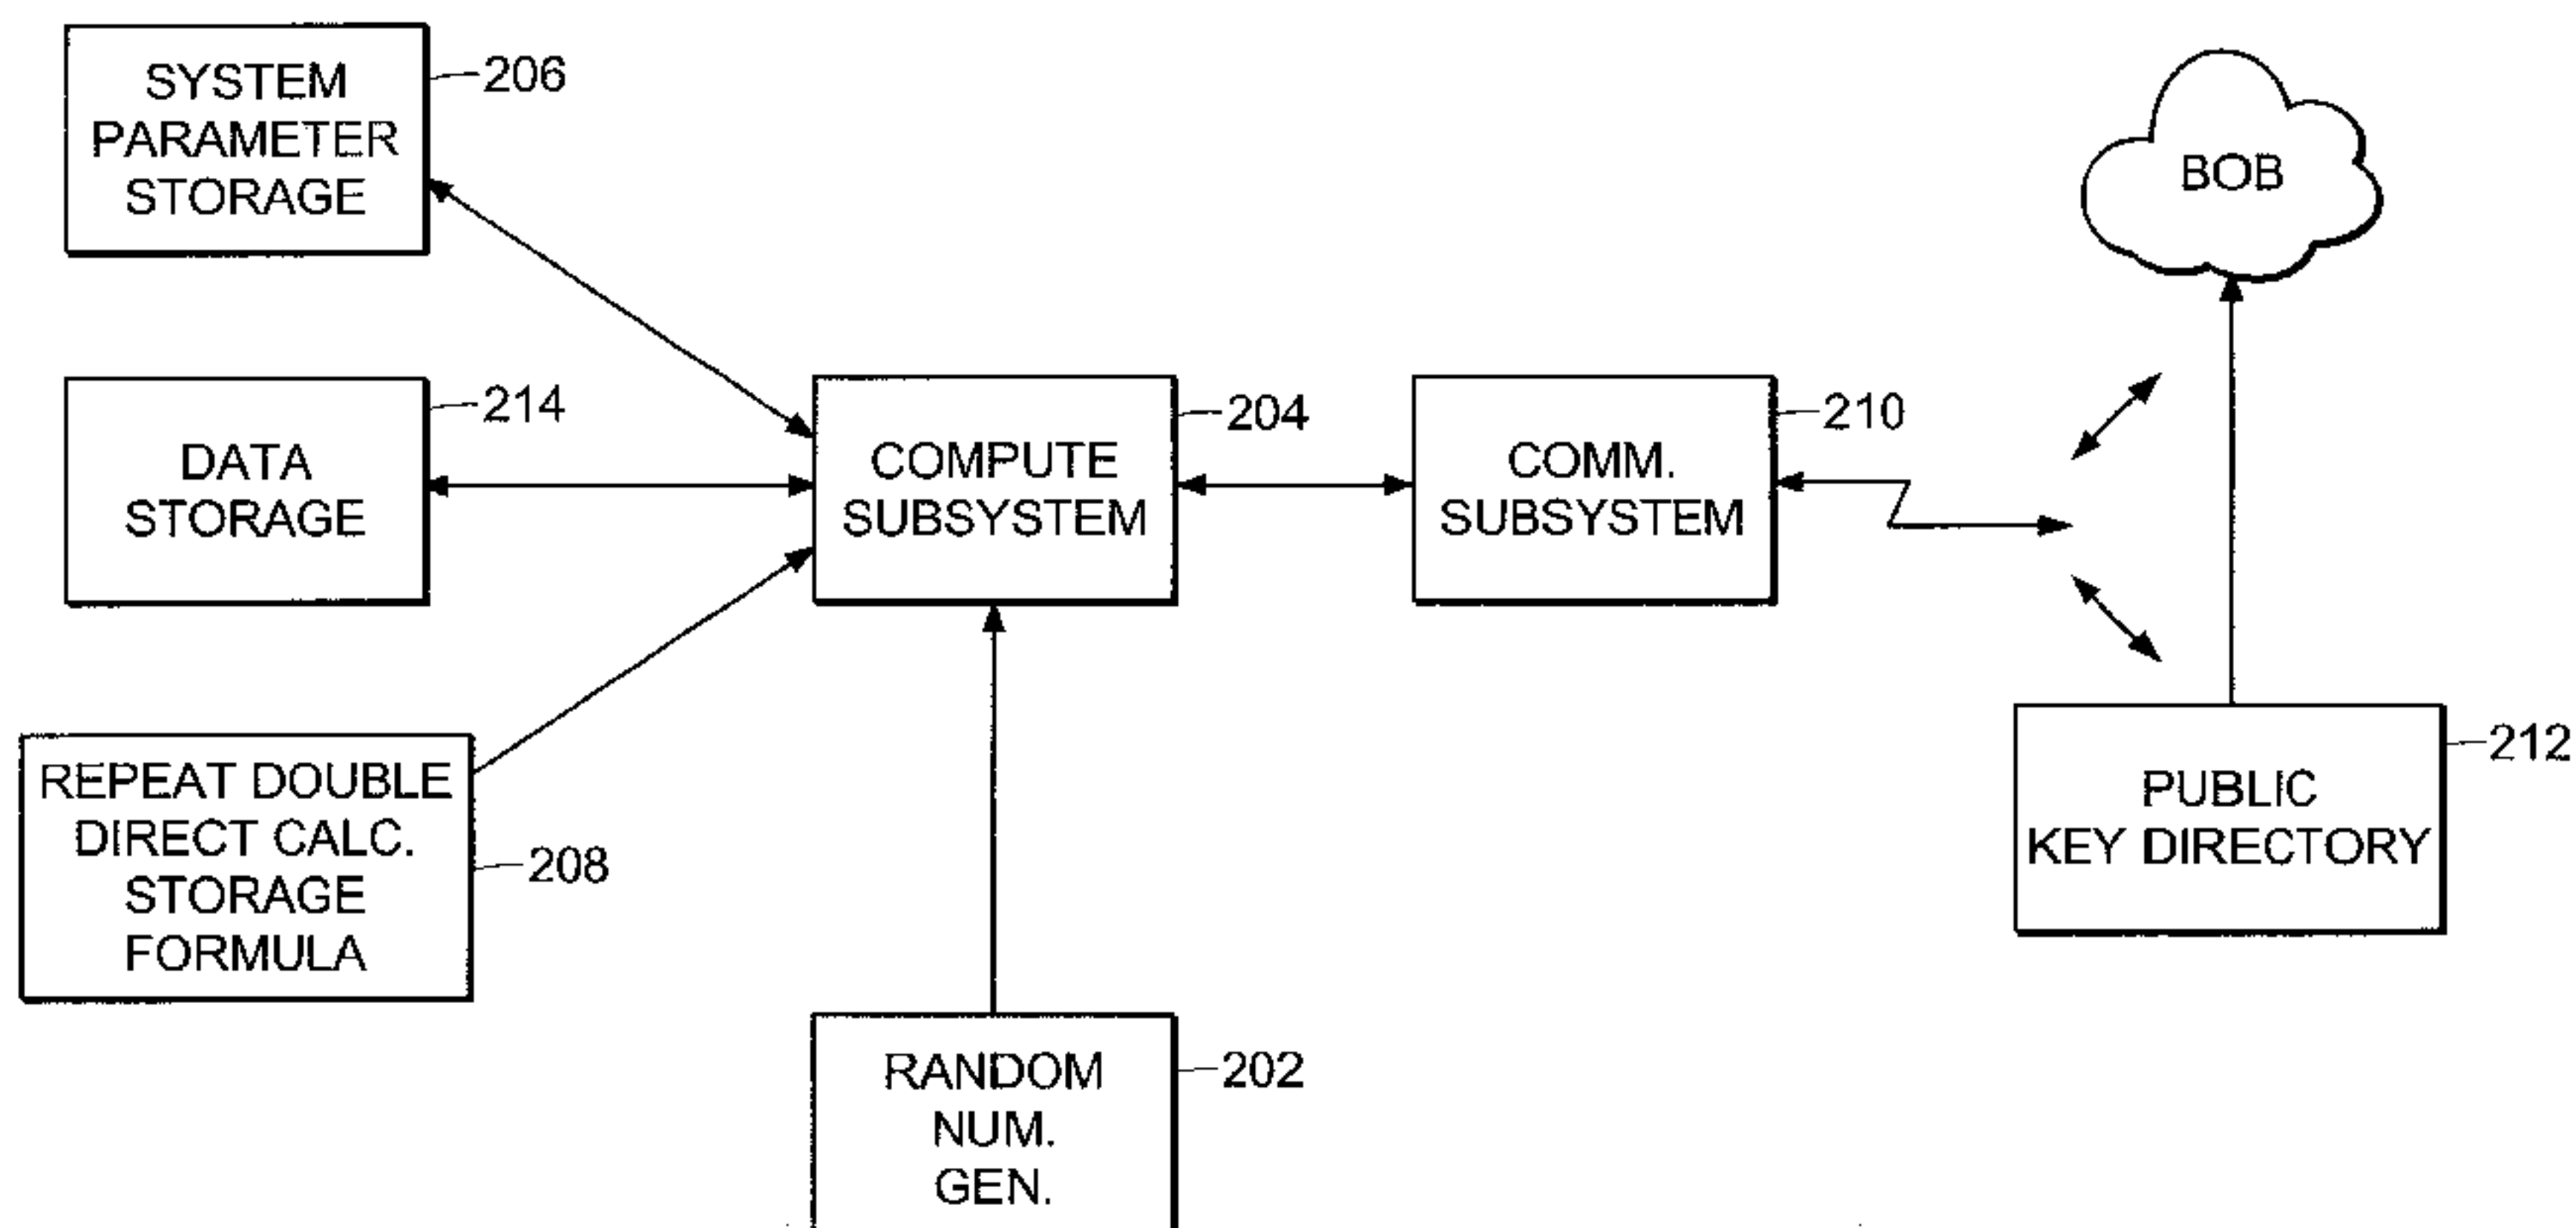 SYSTEM
PARAMETER
STORAGE
206
BOB
DATA
STORAGE
214
COMPUTE
SUBSYSTEM
204
COMM.
SUBSYSTEM
210
REPEAT DOUBLE
DIRECT CALC.
STORAGE
FORMULA
208
PUBLIC
KEY DIRECTORY
212
RANDOM
NUM.
GEN.
202